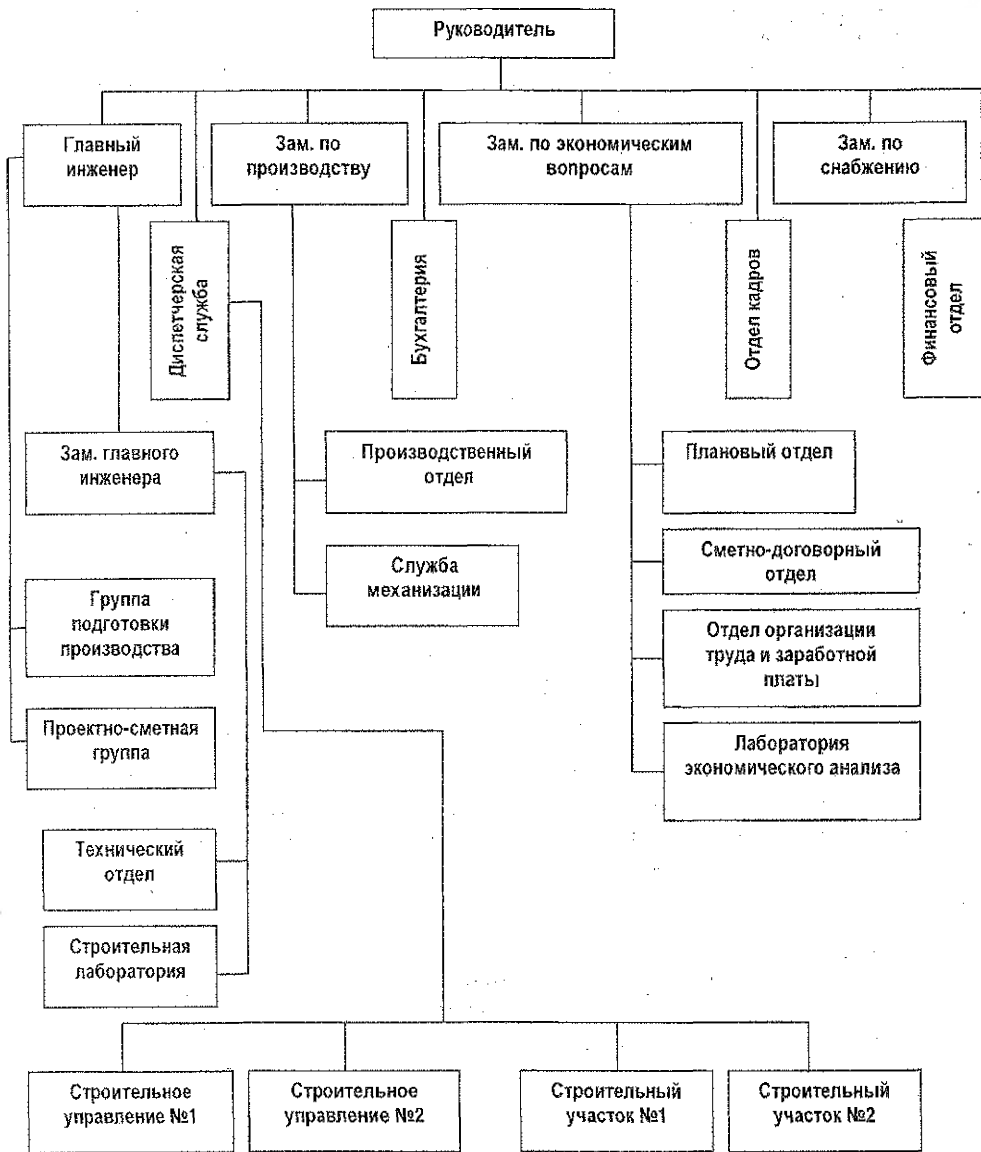 Руководитель
Главный
инженер
Зам. по
производству
Зам. по экономическим
вопросам
Зам. по
снабжению
Диспетчерская
служба
Бухгалтерия
Отдел кадров
Финансовый
отдел
Зам. главного
инженера
Производственный
отдел
Плановый отдел
Служба
механизации
Сметно-договорный
отдел
Группа
подготовки
производства
Отдел организации
труда и заработной
платы
Проектно-сметная
группа
Лаборатория
экономического анализа
Технический
отдел
Строительная
лаборатория
Строительное
управление №1
Строительное
управление №2
Строительный
участок №1
Строительный
участок №2